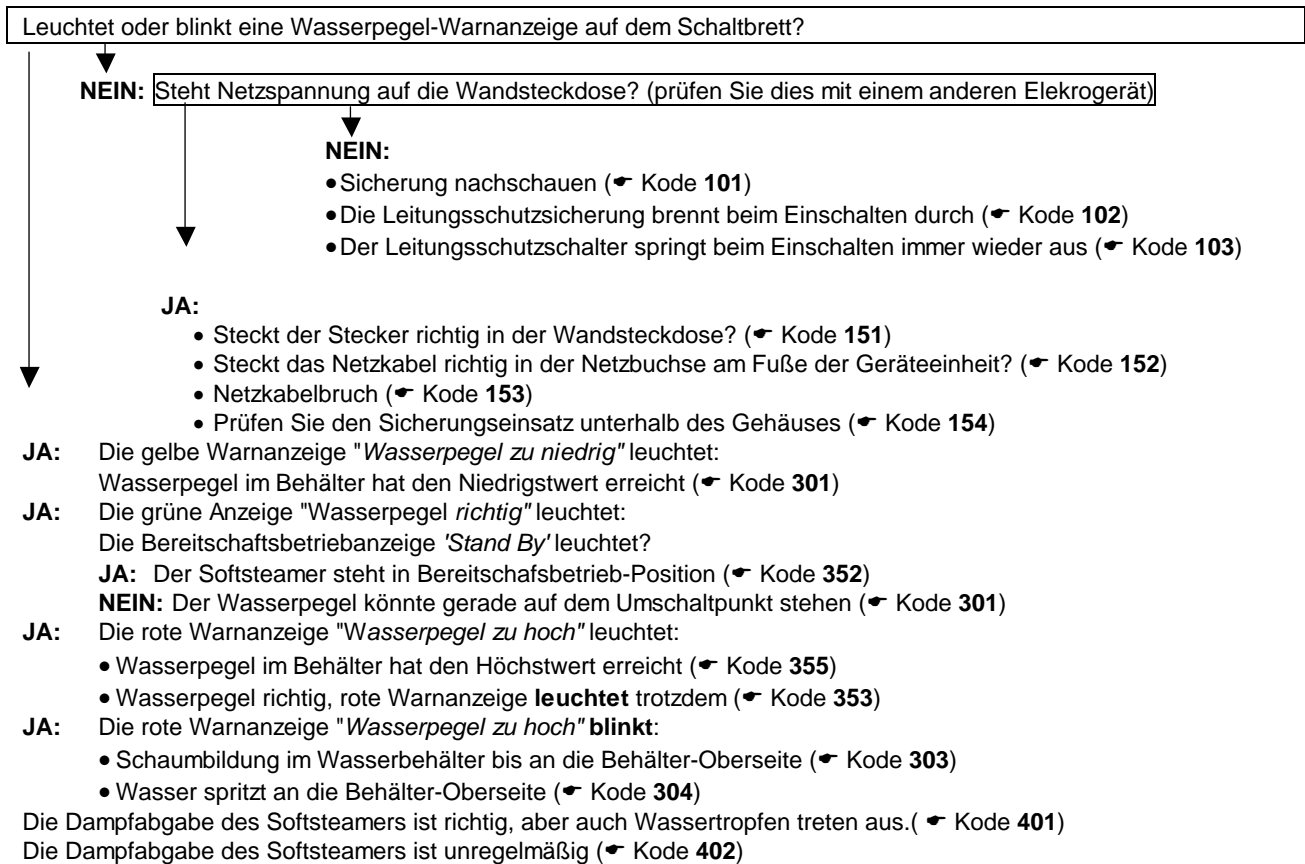 Leuchtet oder blinkt eine Wasserpegel-Warnanzeige auf dem Schaltbrett?
NEIN: Steht Netzspannung auf die Wandsteckdose? (prüfen Sie dies mit einem anderen Elekrogerät)
NEIN:
• Sicherung nachschauen (☛ Kode 101)
• Die Leitungsschutzsicherung brennt beim Einschalten durch (☛ Kode 102)
• Der Leitungsschutzschalter springt beim Einschalten immer wieder aus (☛ Kode 103)
JA:
• Steckt der Stecker richtig in der Wandsteckdose? (☛ Kode 151)
• Steckt das Netzkabel richtig in der Netzbuchse am Fuße der Geräteeinheit? (☛ Kode 152)
• Netzkabelbruch (☛ Kode 153)
• Prüfen Sie den Sicherungseinsatz unterhalb des Gehäuses (☛ Kode 154)
JA: Die gelbe Warnanzeige "Wasserpegel zu niedrig" leuchtet:
Wasserpegel im Behälter hat den Niedrigstwert erreicht (☛ Kode 301)
JA: Die grüne Anzeige "Wasserpegel richtig" leuchtet:
Die Bereitschaftsbetriebanzeige 'Stand By' leuchtet?
JA: Der Softsteamer steht in Bereitschafsbetrieb-Position (☛ Kode 352)
NEIN: Der Wasserpegel könnte gerade auf dem Umschaltpunkt stehen (☛ Kode 301)
JA: Die rote Warnanzeige "Wasserpegel zu hoch" leuchtet:
• Wasserpegel im Behälter hat den Höchstwert erreicht (☛ Kode 355)
• Wasserpegel richtig, rote Warnanzeige leuchtet trotzdem (☛ Kode 353)
JA: Die rote Warnanzeige "Wasserpegel zu hoch" blinkt:
• Schaumbildung im Wasserbehälter bis an die Behälter-Oberseite (☛ Kode 303)
• Wasser spritzt an die Behälter-Oberseite (☛ Kode 304)
Die Dampfabgabe des Softsteamers ist richtig, aber auch Wassertropfen treten aus.( ☛ Kode 401)
Die Dampfabgabe des Softsteamers ist unregelmäßig (☛ Kode 402)